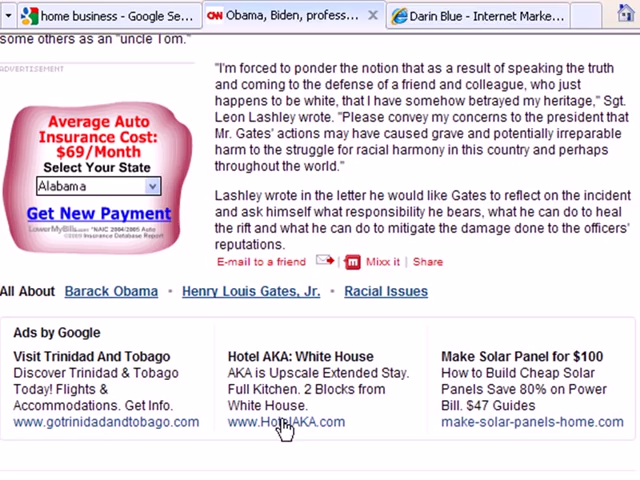 home business - Google Se...
Obama, Biden, profess...
Darin Blue - Internet Marke...
some others as an "uncle Tom."
ADVERTISEMENT
"I'm forced to ponder the notion that as a result of speaking the truth
and coming to the defense of a friend and colleague, who just
happens to be white, that I have somehow betrayed my heritage," Sgt.
Leon Lashley wrote. "Please convey my concerns to the president that
Mr. Gates' actions may have caused grave and potentially irreparable
harm to the struggle for racial harmony in this country and perhaps
throughout the world."
Average Auto
Insurance Cost:
$69/Month
Select Your State
Alabama
Get New Payment
LowerMyBills.com *NAIC 2004/2005 Auto
Insurance Database Report
Lashley wrote in the letter he would like Gates to reflect on the incident
and ask himself what responsibility he bears, what he can do to heal
the rift and what he can do to mitigate the damage done to the officers'
reputations.
E-mail to a friend | m Mixx it | Share
All About Barack Obama • Henry Louis Gates, Jr. • Racial Issues
Ads by Google
Visit Trinidad And Tobago
Discover Trinidad & Tobago
Today! Flights &
Accommodations. Get Info.
www.gotrinidadandtobago.com
Hotel AKA: White House
AKA is Upscale Extended Stay.
Full Kitchen. 2 Blocks from
White House.
www.HotelAKA.com
Make Solar Panel for $100
How to Build Cheap Solar
Panels Save 80% on Power
Bill. $47 Guides
make-solar-panels-home.com